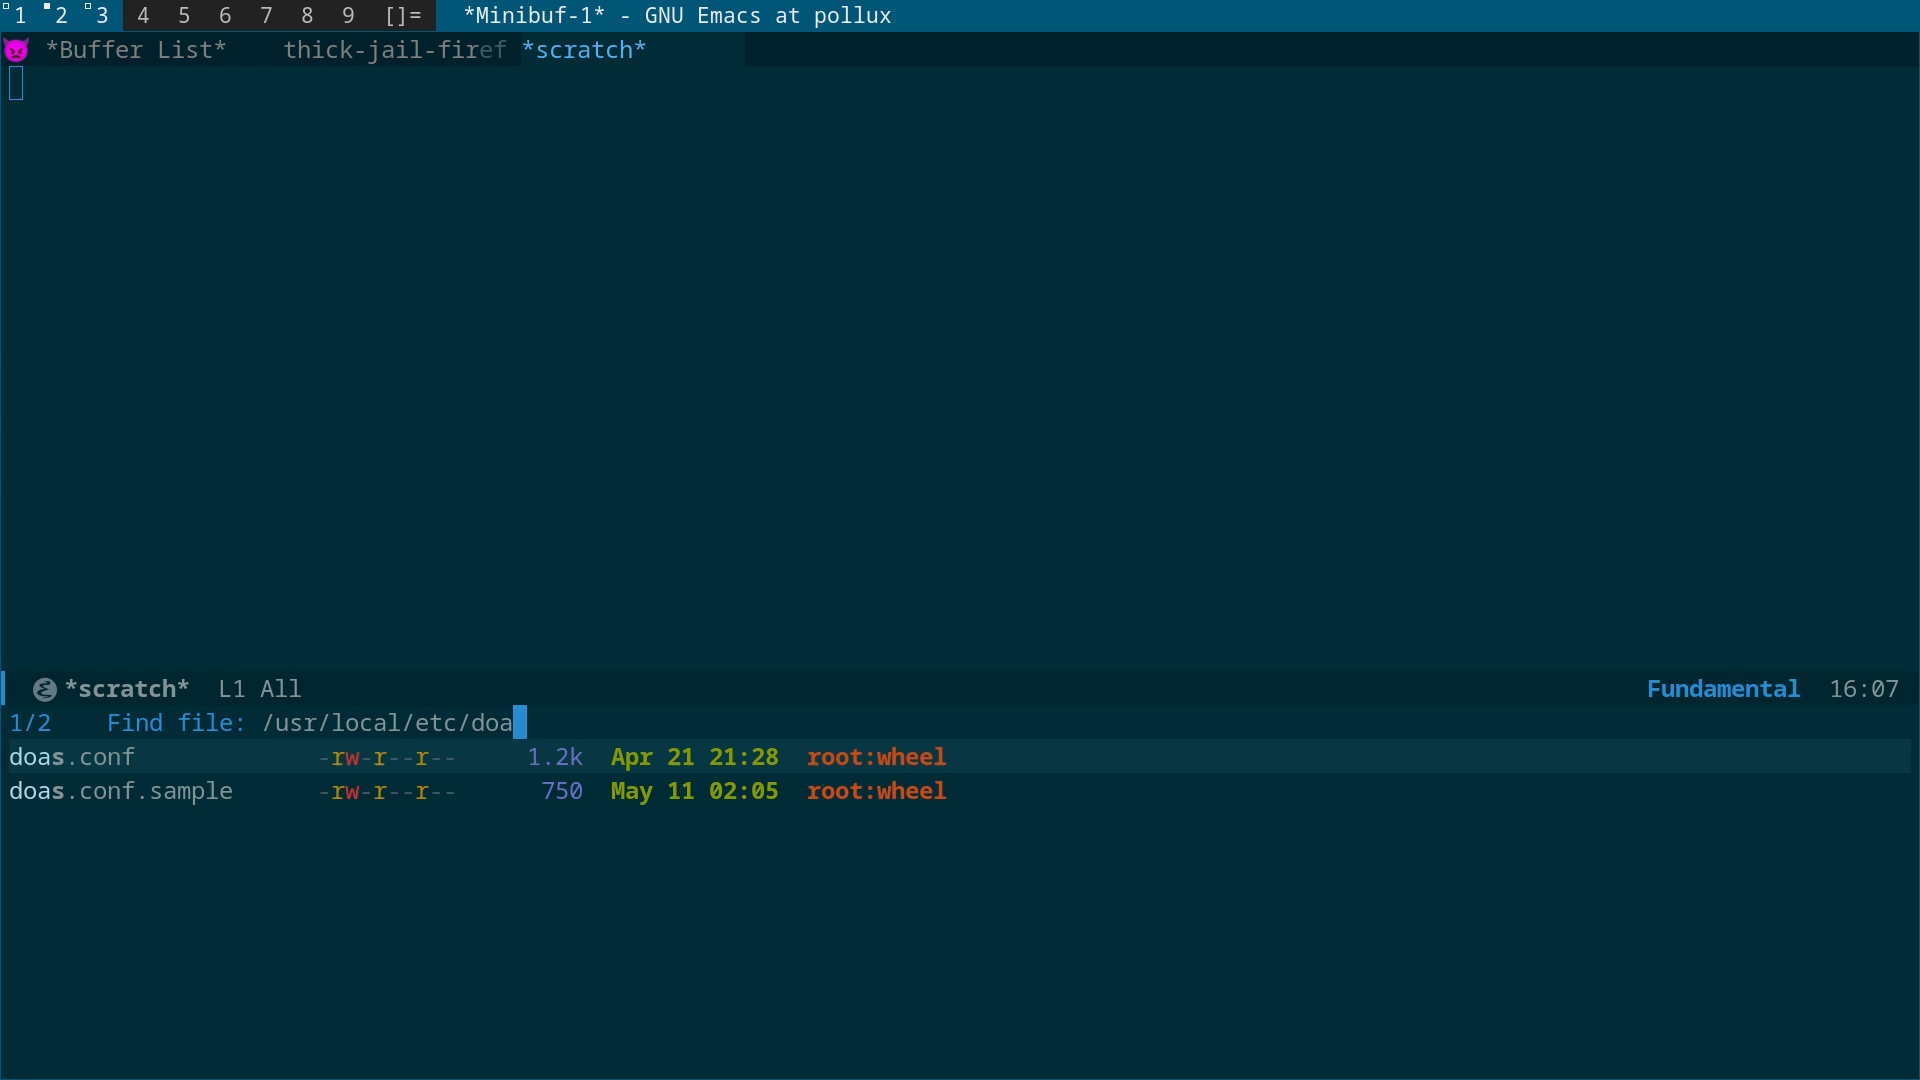 1 2 3 4 5 6 7 8 9 []= *Minibuf-1* - GNU Emacs at pollux
*Buffer List* thick-jail-firef *scratch*
*scratch* L1 All Fundamental 16:07
1/2 Find file: /usr/local/etc/doa
doas.conf -rw-r--r-- 1.2k Apr 21 21:28 root:wheel
doas.conf.sample -rw-r--r-- 750 May 11 02:05 root:wheel